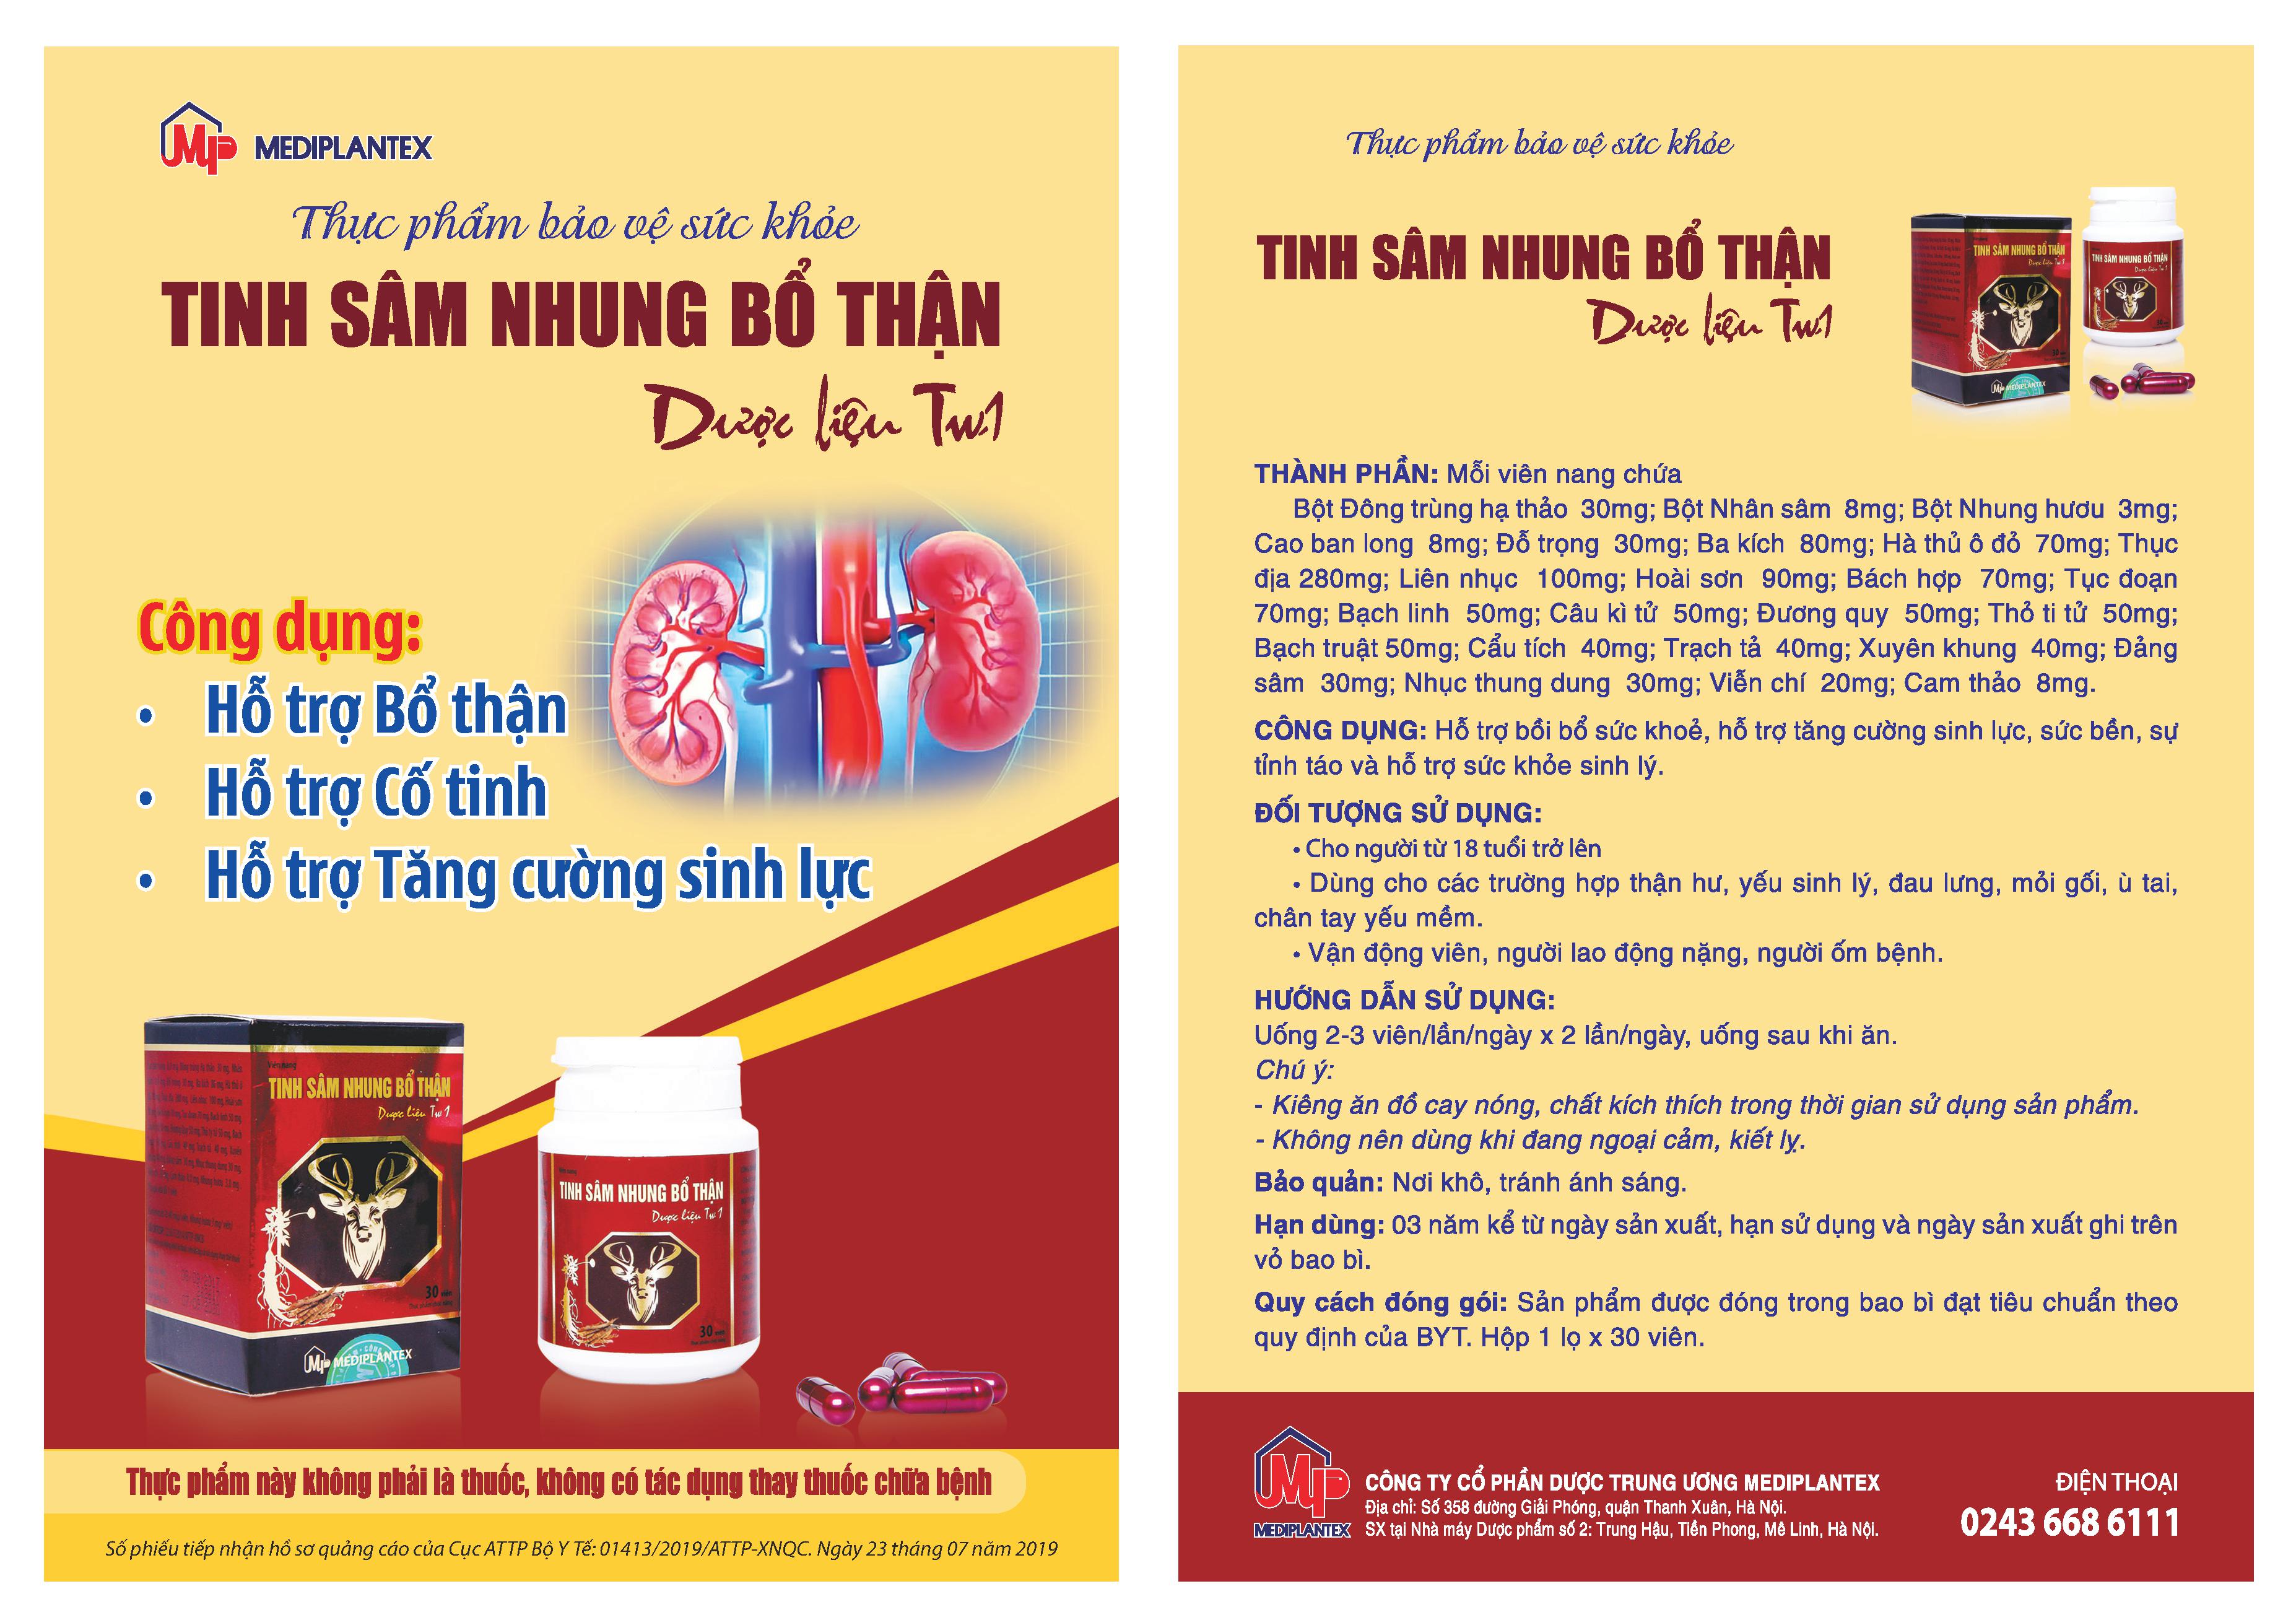 MEDIPLANTEX
Thực phẩm bảo vệ sức khỏe
TINH SÂM NHUNG BỔ THẬN
Dược liệu Tw1
Công dụng:
• Hỗ trợ Bổ thận
• Hỗ trợ Cố tinh
• Hỗ trợ Tăng cường sinh lực
TINH SÂM NHUNG BỔ THẬN
Dược liệu Tw1
30 viên
MEDIPLANTEX
TINH SÂM NHUNG BỔ THẬN
Dược liệu Tw1
30 viên
Thực phẩm này không phải là thuốc, không có tác dụng thay thuốc chữa bệnh
Số phiếu tiếp nhận hồ sơ quảng cáo của Cục ATTP Bộ Y Tế: 01413/2019/ATTP-XNQC. Ngày 23 tháng 07 năm 2019
Thực phẩm bảo vệ sức khỏe
TINH SÂM NHUNG BỔ THẬN
Dược liệu Tw1
TINH SÂM NHUNG BỔ THẬN
Dược liệu Tw1
MEDIPLANTEX
TINH SÂM NHUNG BỔ THẬN
Dược liệu Tw1
THÀNH PHẦN: Mỗi viên nang chứa
Bột Đông trùng hạ thảo 30mg; Bột Nhân sâm 8mg; Bột Nhung hươu 3mg;
Cao ban long 8mg; Đỗ trọng 30mg; Ba kích 80mg; Hà thủ ô đỏ 70mg; Thục
địa 280mg; Liên nhục 100mg; Hoài sơn 90mg; Bách hợp 70mg; Tục đoạn
70mg; Bạch linh 50mg; Câu kì tử 50mg; Đương quy 50mg; Thỏ ti tử 50mg;
Bạch truật 50mg; Cẩu tích 40mg; Trạch tả 40mg; Xuyên khung 40mg; Đảng
sâm 30mg; Nhục thung dung 30mg; Viễn chí 20mg; Cam thảo 8mg.
CÔNG DỤNG: Hỗ trợ bồi bổ sức khoẻ, hỗ trợ tăng cường sinh lực, sức bền, sự
tỉnh táo và hỗ trợ sức khỏe sinh lý.
ĐỐI TƯỢNG SỬ DỤNG:
• Cho người từ 18 tuổi trở lên
• Dùng cho các trường hợp thận hư, yếu sinh lý, đau lưng, mỏi gối, ù tai,
chân tay yếu mềm.
• Vận động viên, người lao động nặng, người ốm bệnh.
HƯỚNG DẪN SỬ DỤNG:
Uống 2-3 viên/lần/ngày x 2 lần/ngày, uống sau khi ăn.
Chú ý:
- Kiêng ăn đồ cay nóng, chất kích thích trong thời gian sử dụng sản phẩm.
- Không nên dùng khi đang ngoại cảm, kiết lỵ.
Bảo quản: Nơi khô, tránh ánh sáng.
Hạn dùng: 03 năm kể từ ngày sản xuất, hạn sử dụng và ngày sản xuất ghi trên
vỏ bao bì.
Quy cách đóng gói: Sản phẩm được đóng trong bao bì đạt tiêu chuẩn theo
quy định của BYT. Hộp 1 lọ x 30 viên.
MEDIPLANTEX
CÔNG TY CỔ PHẦN DƯỢC TRUNG ƯƠNG MEDIPLANTEX
Địa chỉ: Số 358 đường Giải Phóng, quận Thanh Xuân, Hà Nội.
SX tại Nhà máy Dược phẩm số 2: Trung Hậu, Tiền Phong, Mê Linh, Hà Nội.
ĐIỆN THOẠI
0243 668 6111